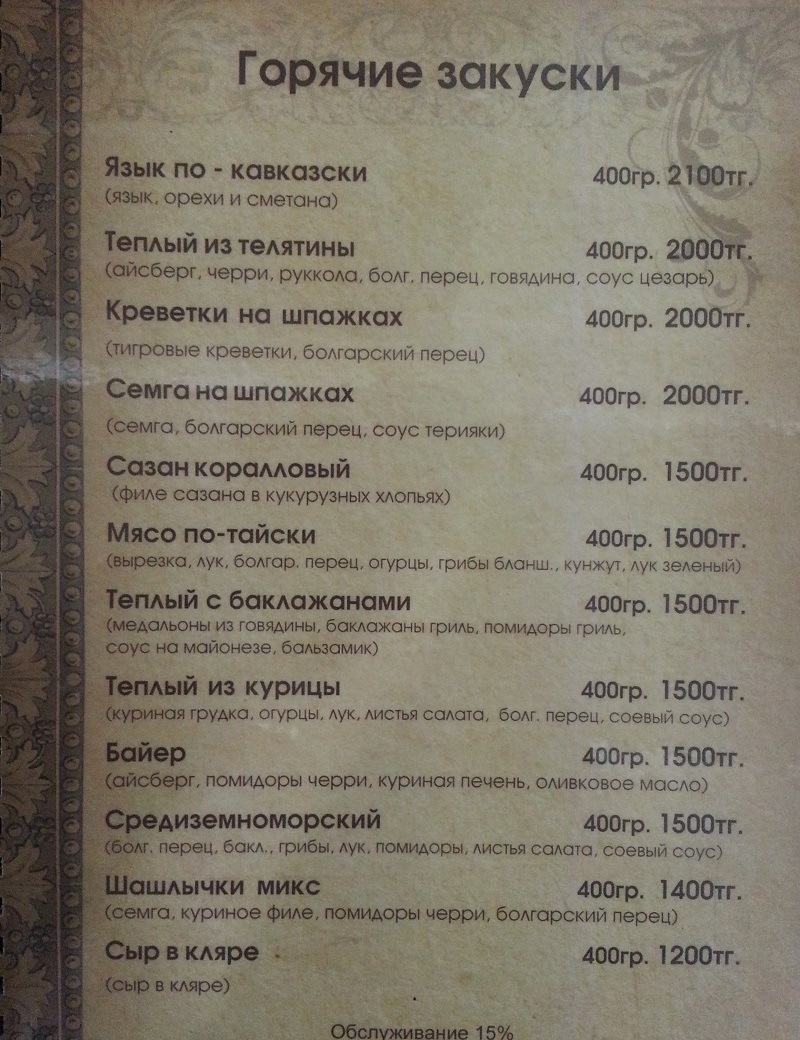 Горячие закуски
Язык по - кавказски 400гр. 2100тг.
(язык, орехи и сметана)
Теплый из телятины 400гр. 2000тг.
(айсберг, черри, руккола, болг. перец, говядина, соус цезарь)
Креветки на шпажках 400гр. 2000тг.
(тигровые креветки, болгарский перец)
Семга на шпажках 400гр. 2000тг.
(семга, болгарский перец, соус терияки)
Сазан коралловый 400гр. 1500тг.
(филе сазана в кукурузных хлопьях)
Мясо по-тайски 400гр. 1500тг.
(вырезка, лук, болгар. перец, огурцы, грибы бланш., кунжут, лук зеленый)
Теплый с баклажанами 400гр. 1500тг.
(медальоны из говядины, баклажаны гриль, помидоры гриль,
соус на майонезе, бальзамик)
Теплый из курицы 400гр. 1500тг.
(куриная грудка, огурцы, лук, листья салата, болг. перец, соевый соус)
Байер 400гр. 1500тг.
(айсберг, помидоры черри, куриная печень, оливковое масло)
Средиземноморский 400гр. 1500тг.
(болг. перец, бакл., грибы, лук, помидоры, листья салата, соевый соус)
Шашлычки микс 400гр. 1400тг.
(семга, куриное филе, помидоры черри, болгарский перец)
Сыр в кляре 400гр. 1200тг.
(сыр в кляре)
Обслуживание 15%